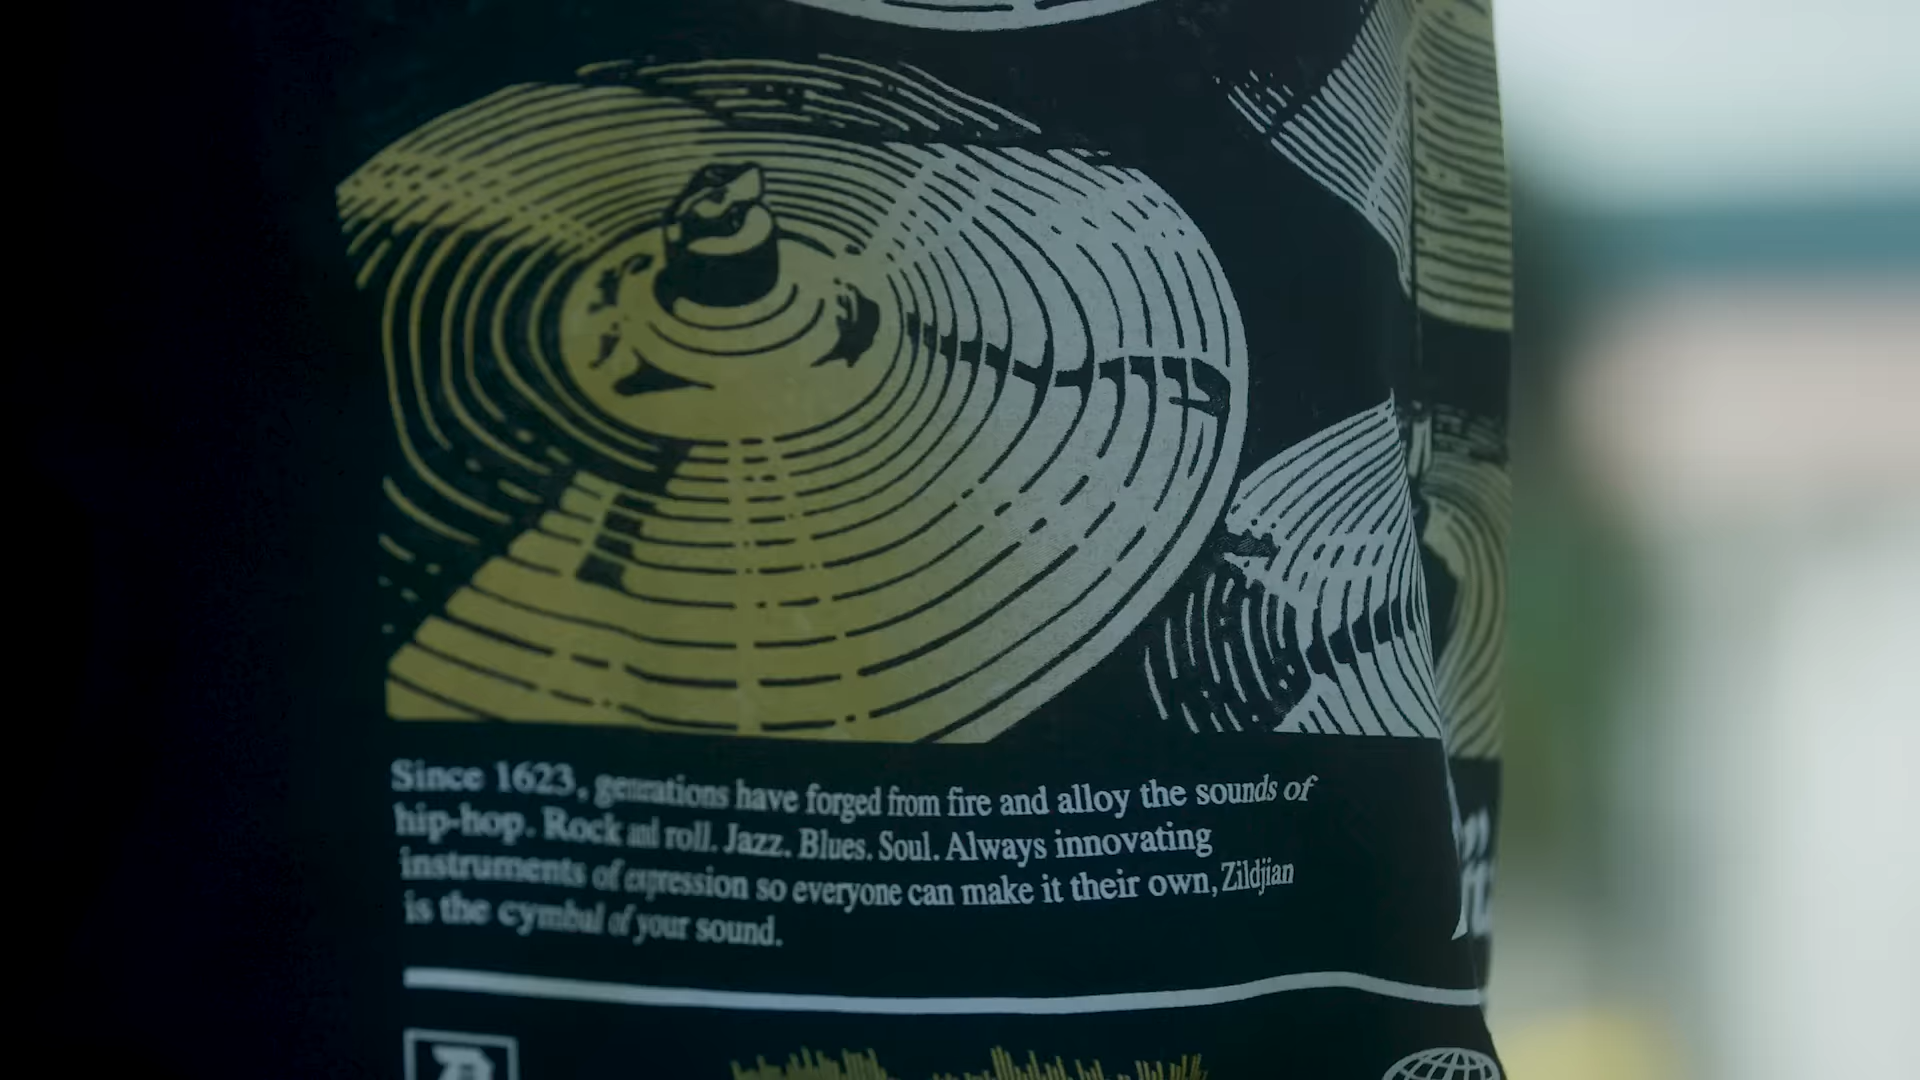 Since 1623, generations have forged from fire and alloy the sounds of
hip-hop. Rock and roll. Jazz. Blues. Soul. Always innovating
instruments of expression so everyone can make it their own, Zildjian
is the cymbal of your sound.